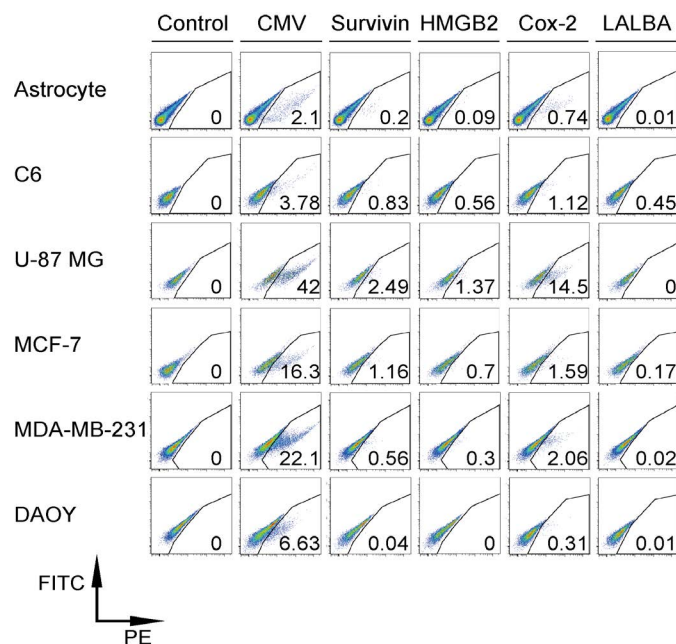 Control CMV Survivin HMGB2 Cox-2 LALBA
Astrocyte 0 2.1 0.2 0.09 0.74 0.01
C6 0 3.78 0.83 0.56 1.12 0.45
U-87 MG 0 42 2.49 1.37 14.5 0
MCF-7 0 16.3 1.16 0.7 1.59 0.17
MDA-MB-231 0 22.1 0.56 0.3 2.06 0.02
DAOY 0 6.63 0.04 0 0.31 0.01
FITC
PE